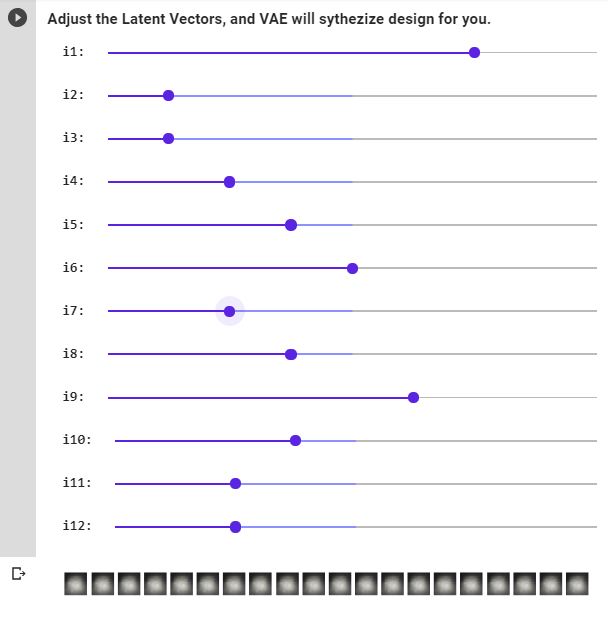 Adjust the Latent Vectors, and VAE will sythezize design for you.
i1:
i2:
i3:
i4:
i5:
i6:
i7:
i8:
i9:
i10:
i11:
i12: